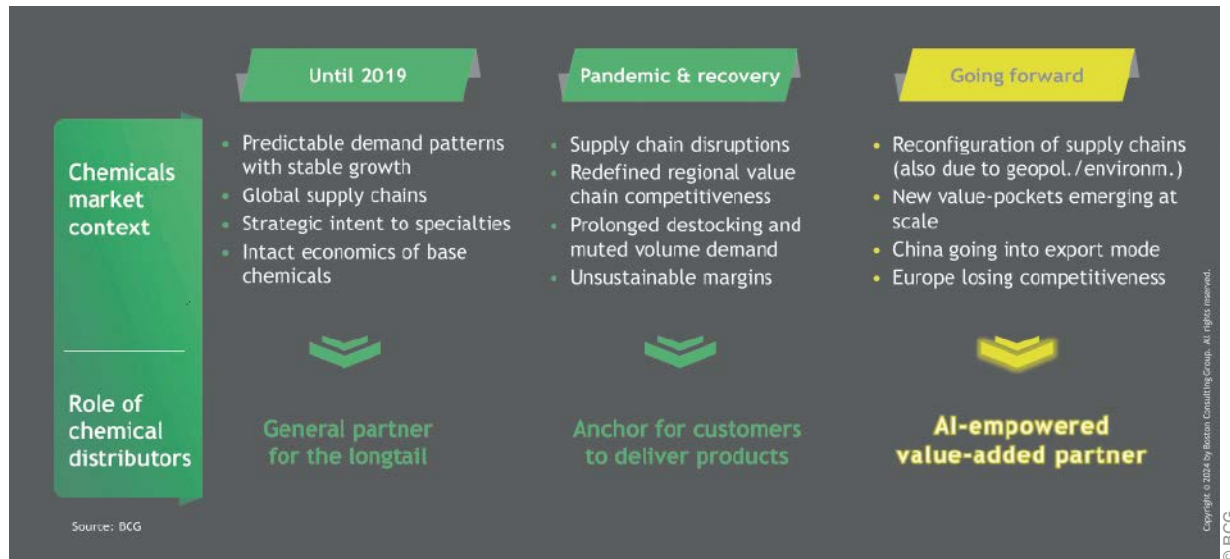 Until 2019
Pandemic & recovery
Going forward
Chemicals
market
context
• Predictable demand patterns
with stable growth
• Global supply chains
• Strategic intent to specialties
• Intact economics of base
chemicals
• Supply chain disruptions
• Redefined regional value
chain competitiveness
• Prolonged destocking and
muted volume demand
• Unsustainable margins
• Reconfiguration of supply chains
(also due to geopol./environm.)
• New value-pockets emerging at
scale
• China going into export mode
• Europe losing competitiveness
Role of
chemical
distributors
General partner
for the longtail
Anchor for customers
to deliver products
AI-empowered
value-added partner
Source: BCG
Copyright © 2024 by Boston Consulting Group. All rights reserved.
© BCG